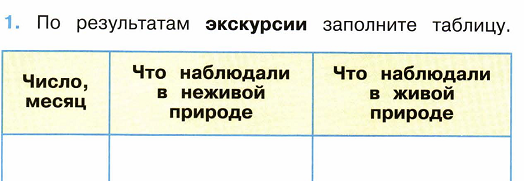 1. По результатам экскурсии заполните таблицу.
Число,
месяц
Что наблюдали
в неживой
природе
Что наблюдали
в живой
природе